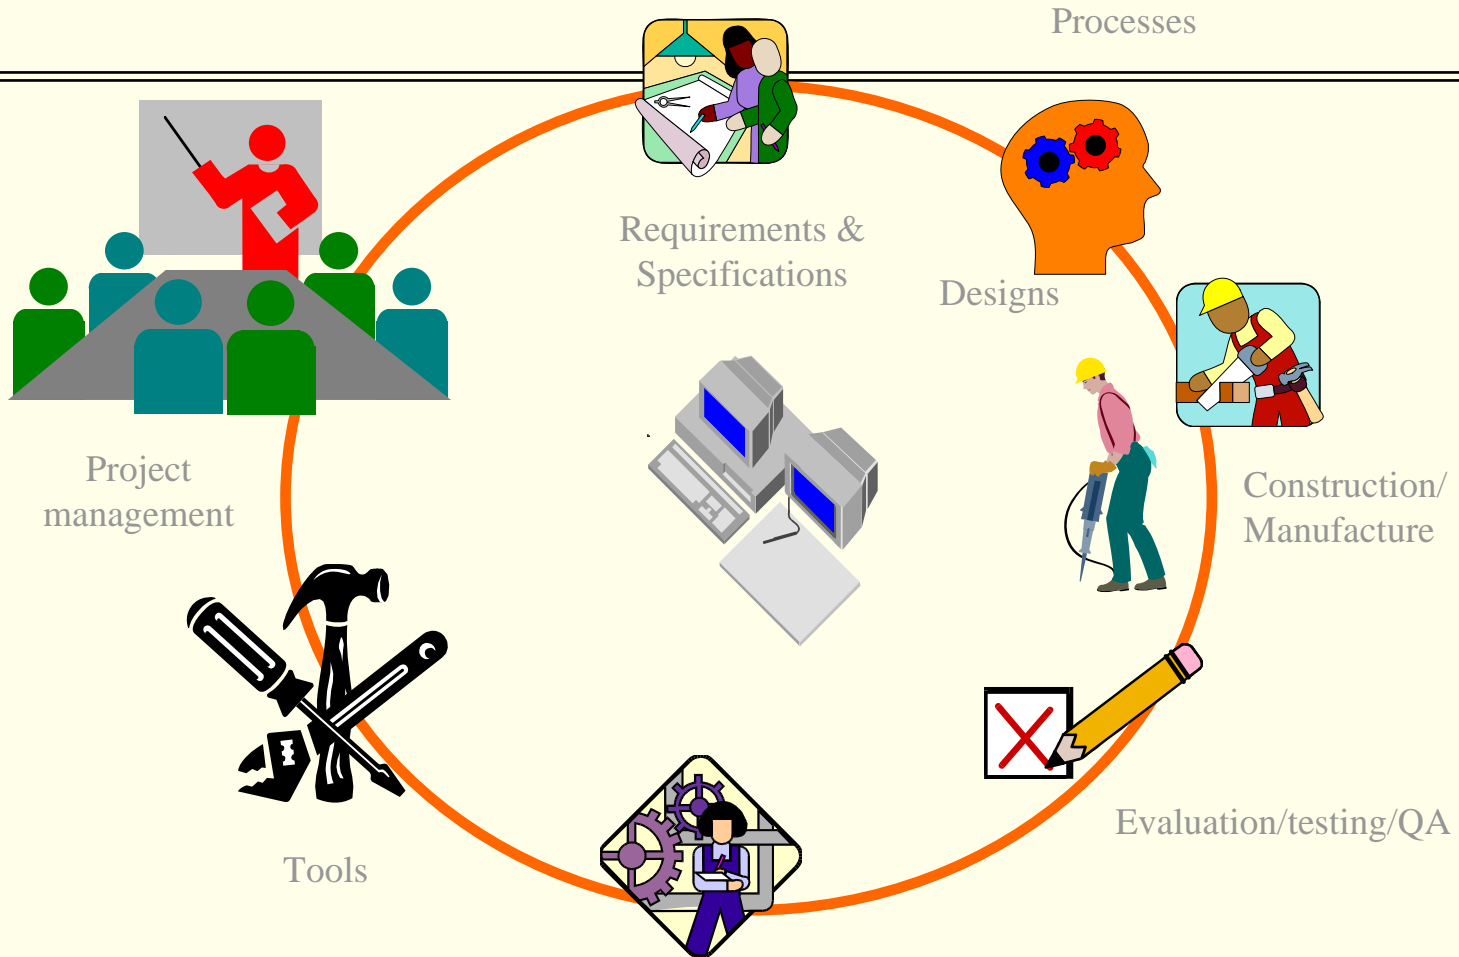 Processes
Requirements &
Specifications
Designs
Project
management
Construction/
Manufacture
Evaluation/testing/QA
Tools